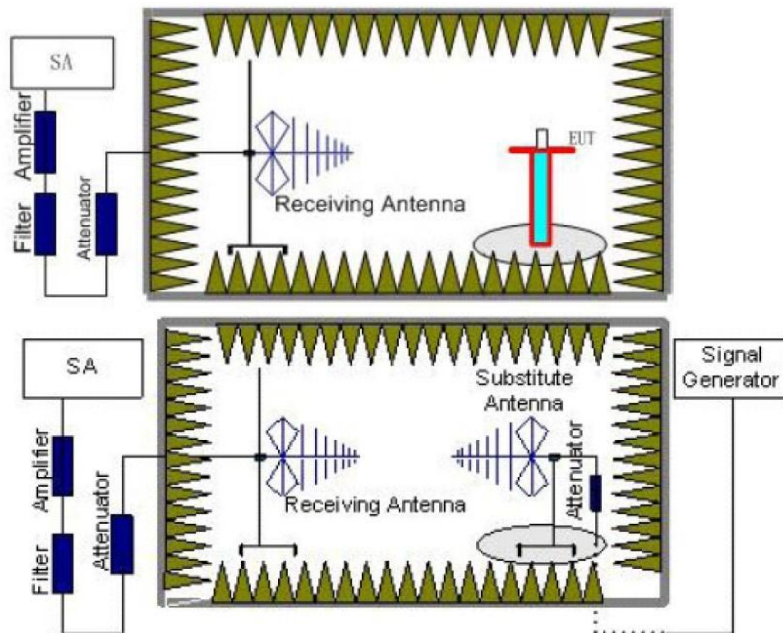 SA
Amplifier
Filter
Attenuator
Receiving Antenna
EUT
SA
Amplifier
Filter
Attenuator
Receiving Antenna
Substitute
Antenna
Attenuator
Signal
Generator